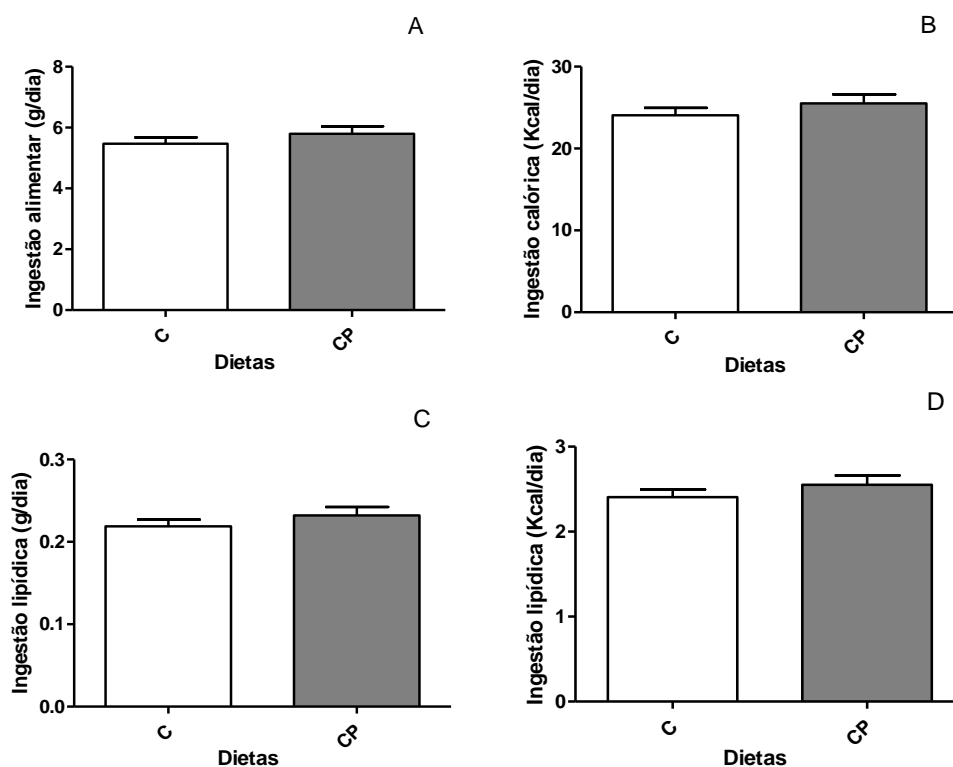 A
Ingestão alimentar (g/dia)
8
6
4
2
0
C
CP
Dietas
B
Ingestão calórica (Kcal/dia)
30
20
10
0
C
CP
Dietas
C
Ingestão lipídica (g/dia)
0.3
0.2
0.1
0.0
C
CP
Dietas
D
Ingestão lipídica (Kcal/dia)
3
2
1
0
C
CP
Dietas